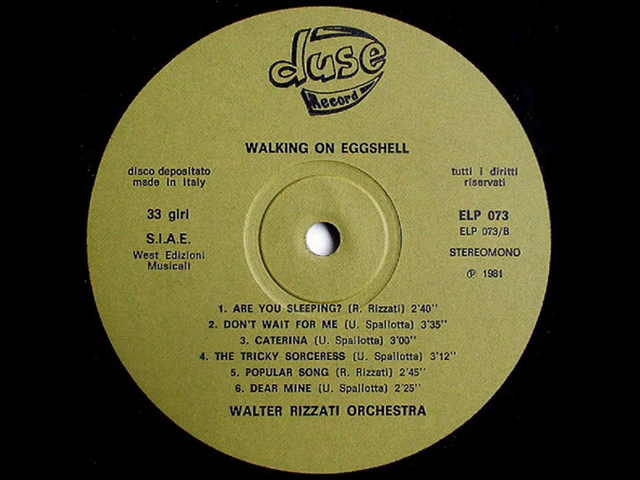 duse
Record
WALKING ON EGGSHELL
disco depositato
made in Italy
tutti i diritti
riservati
33 giri
S.I.A.E.
West Edizioni
Musicali
ELP 073
ELP 073/B
STEREOMONO
℗ 1981
1. ARE YOU SLEEPING? (R. Rizzati) 2'40"
2. DON'T WAIT FOR ME (U. Spallotta) 3'35"
3. CATERINA (U. Spallotta) 3'00"
4. THE TRICKY SORCERESS (U. Spallotta) 3'12"
5. POPULAR SONG (R. Rizzati) 2'45"
6. DEAR MINE (U. Spallotta) 2'25"
WALTER RIZZATI ORCHESTRA